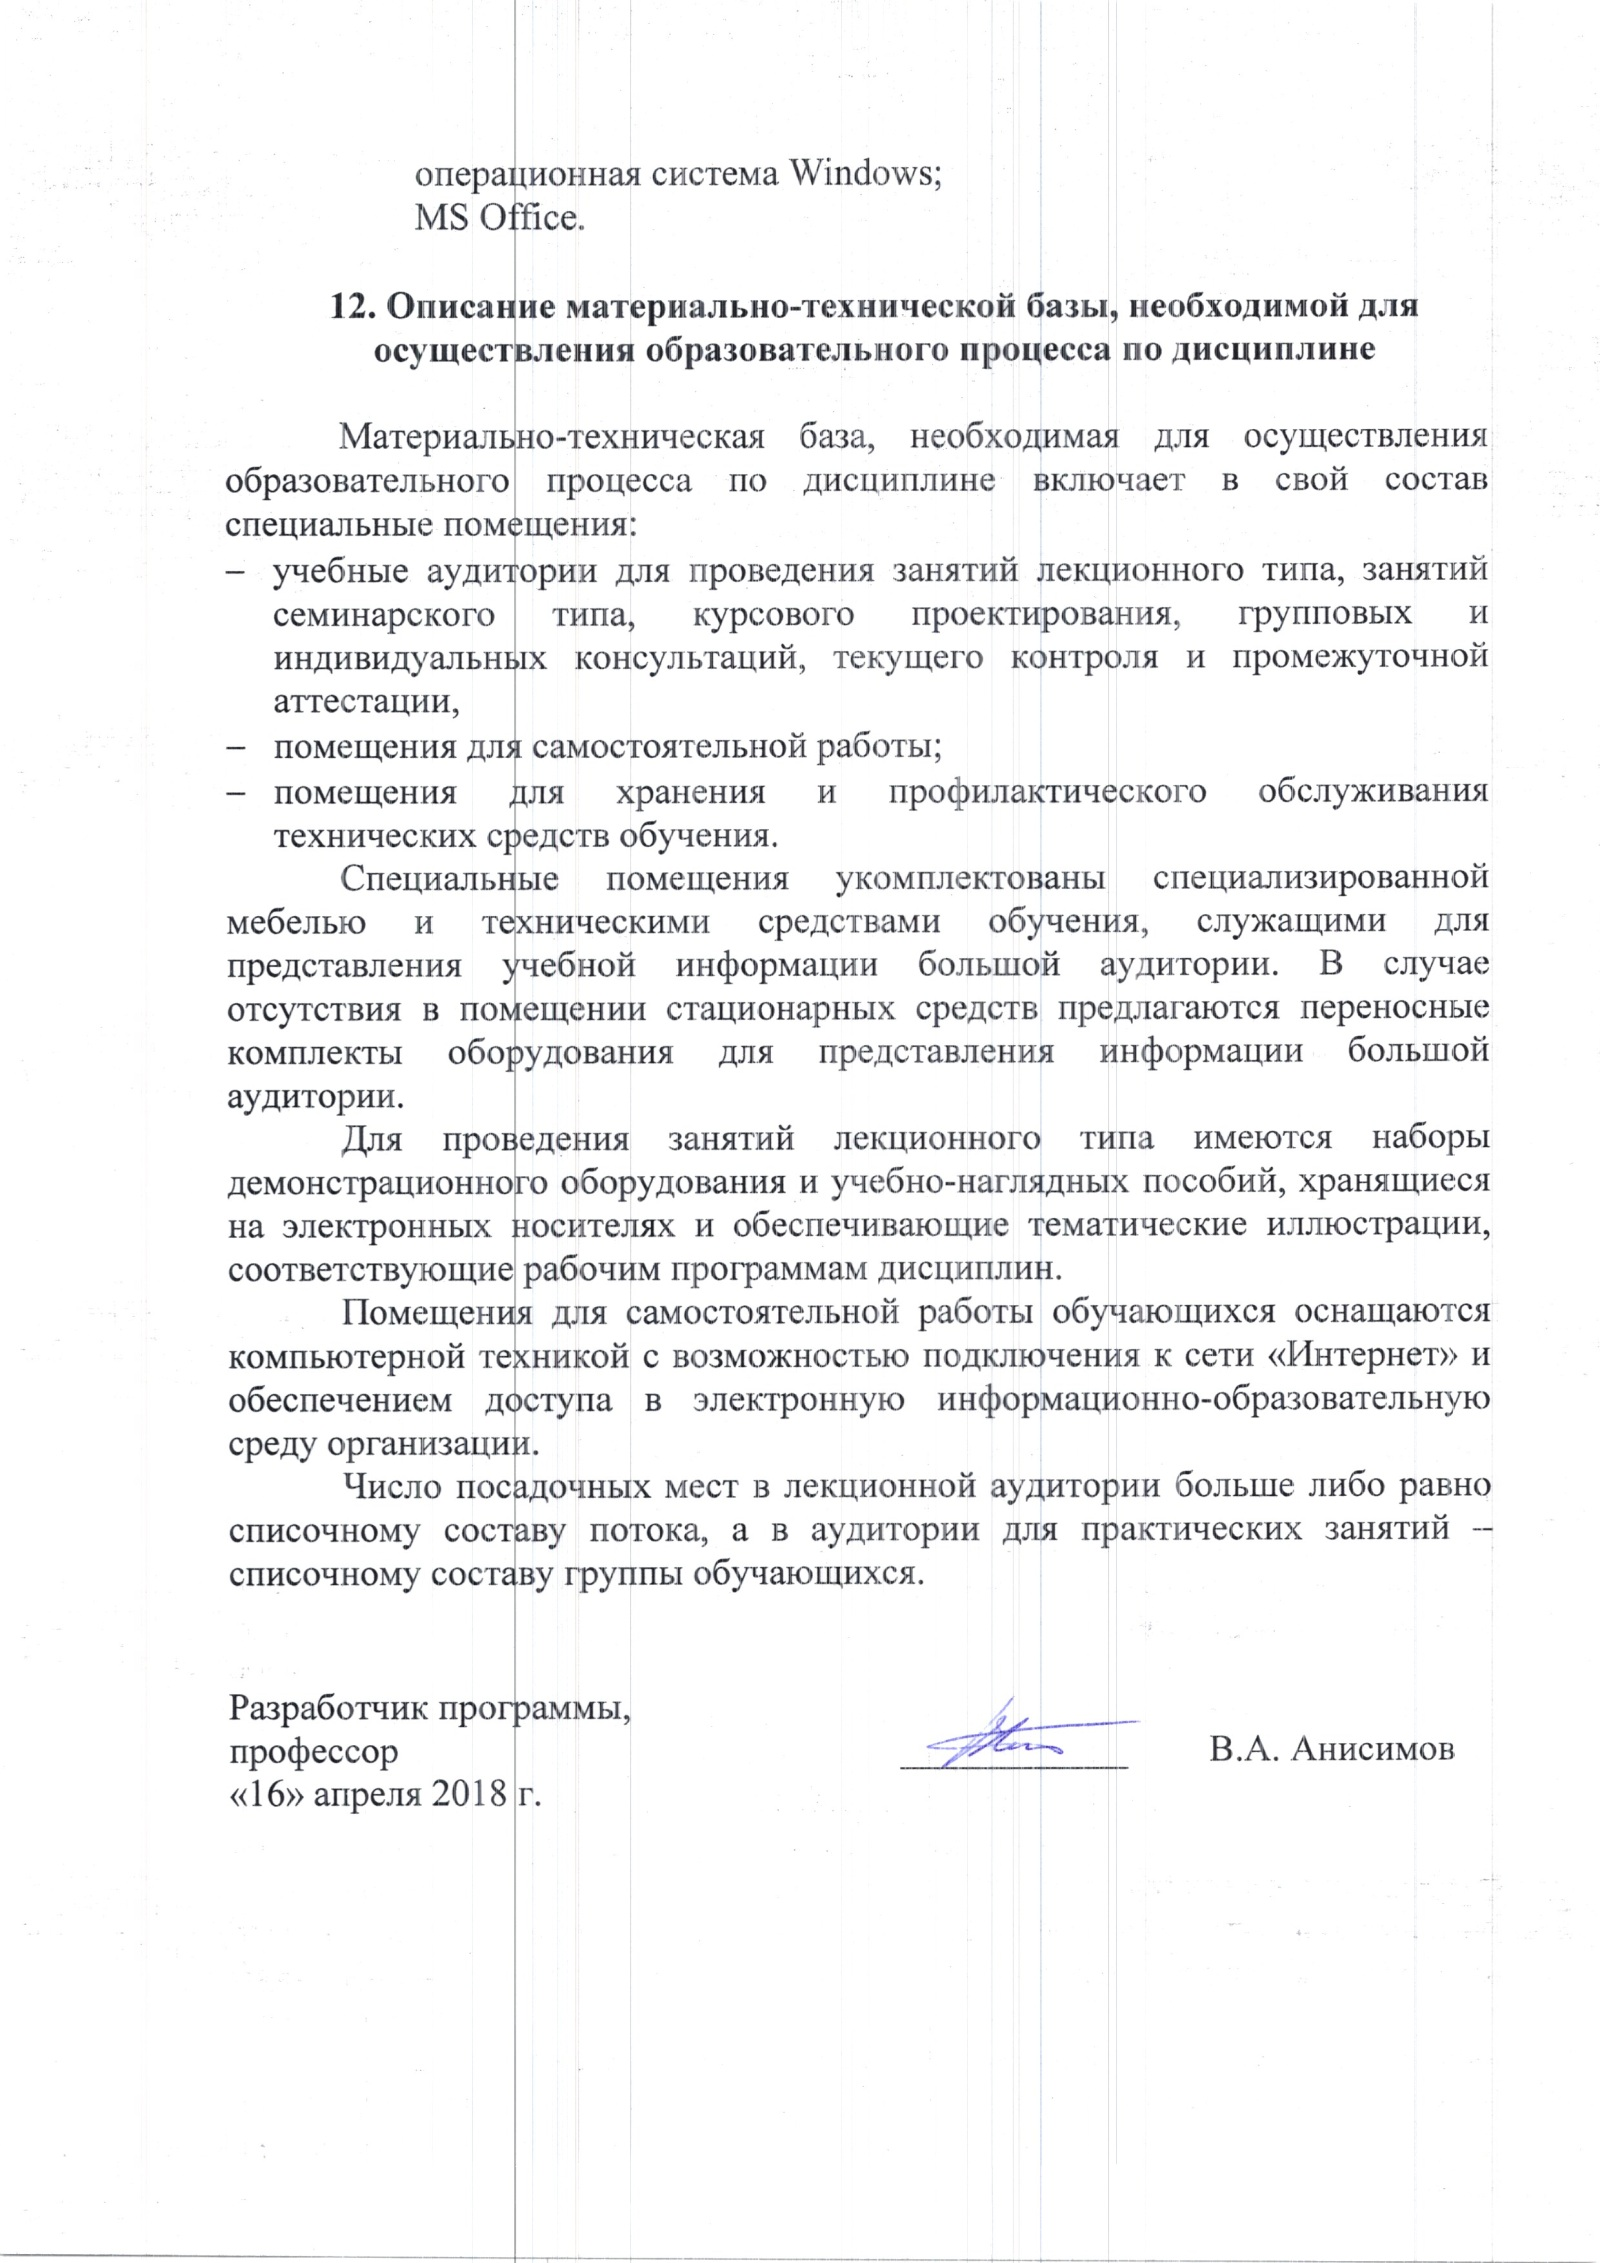 операционная система Windows;
MS Office.
12. Описание материально-технической базы, необходимой для
осуществления образовательного процесса по дисциплине
Материально-техническая база, необходимая для осуществления
образовательного процесса по дисциплине включает в свой состав
специальные помещения:
– учебные аудитории для проведения занятий лекционного типа, занятий
семинарского типа, курсового проектирования, групповых и
индивидуальных консультаций, текущего контроля и промежуточной
аттестации,
– помещения для самостоятельной работы;
– помещения для хранения и профилактического обслуживания
технических средств обучения.
Специальные помещения укомплектованы специализированной
мебелью и техническими средствами обучения, служащими для
представления учебной информации большой аудитории. В случае
отсутствия в помещении стационарных средств предлагаются переносные
комплекты оборудования для представления информации большой
аудитории.
Для проведения занятий лекционного типа имеются наборы
демонстрационного оборудования и учебно-наглядных пособий, хранящиеся
на электронных носителях и обеспечивающие тематические иллюстрации,
соответствующие рабочим программам дисциплин.
Помещения для самостоятельной работы обучающихся оснащаются
компьютерной техникой с возможностью подключения к сети «Интернет» и
обеспечением доступа в электронную информационно-образовательную
среду организации.
Число посадочных мест в лекционной аудитории больше либо равно
списочному составу потока, а в аудитории для практических занятий –
списочному составу группы обучающихся.
Разработчик программы,
профессор В.А. Анисимов
«16» апреля 2018 г.